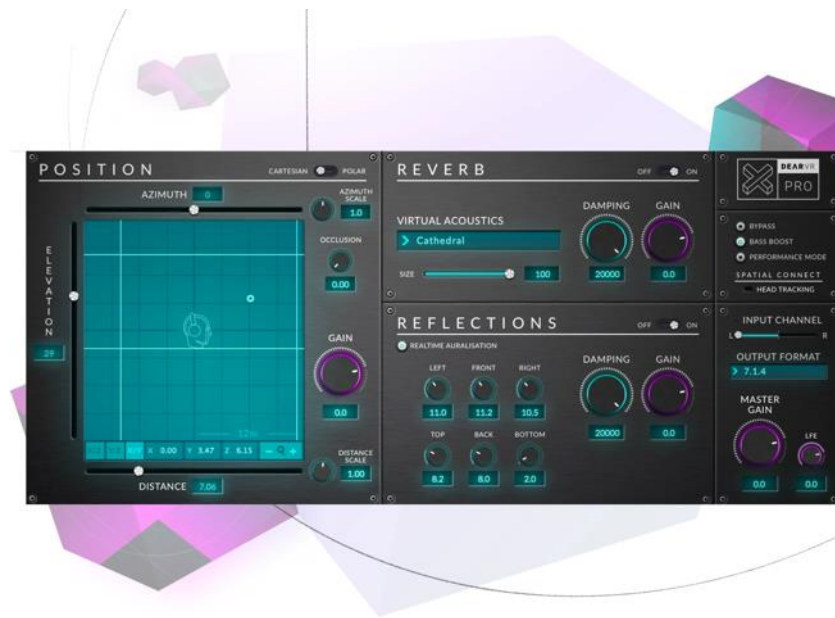 POSITION
CARTESIAN
POLAR
AZIMUTH 0
AZIMUTH SCALE
1.0
ELEVATION
29
OCCLUSION
0.00
GAIN
0.0
12m
X 0.00 Y 3.47 Z 6.15
DISTANCE 7.06
DISTANCE SCALE
1.00
REVERB
OFF
ON
VIRTUAL ACOUSTICS
Cathedral
SIZE
100
DAMPING
20000
GAIN
0.0
REFLECTIONS
OFF
ON
REALTIME AURALISATION
LEFT FRONT RIGHT
11.0 11.2 10.5
TOP BACK BOTTOM
8.2 8.0 2.0
DAMPING
20000
GAIN
0.0
DEARVR
PRO
BYPASS
BASS BOOST
PERFORMANCE MODE
SPATIAL CONNECT
HEAD TRACKING
INPUT CHANNEL
L R
OUTPUT FORMAT
7.1.4
MASTER GAIN
0.0
LFE
0.0